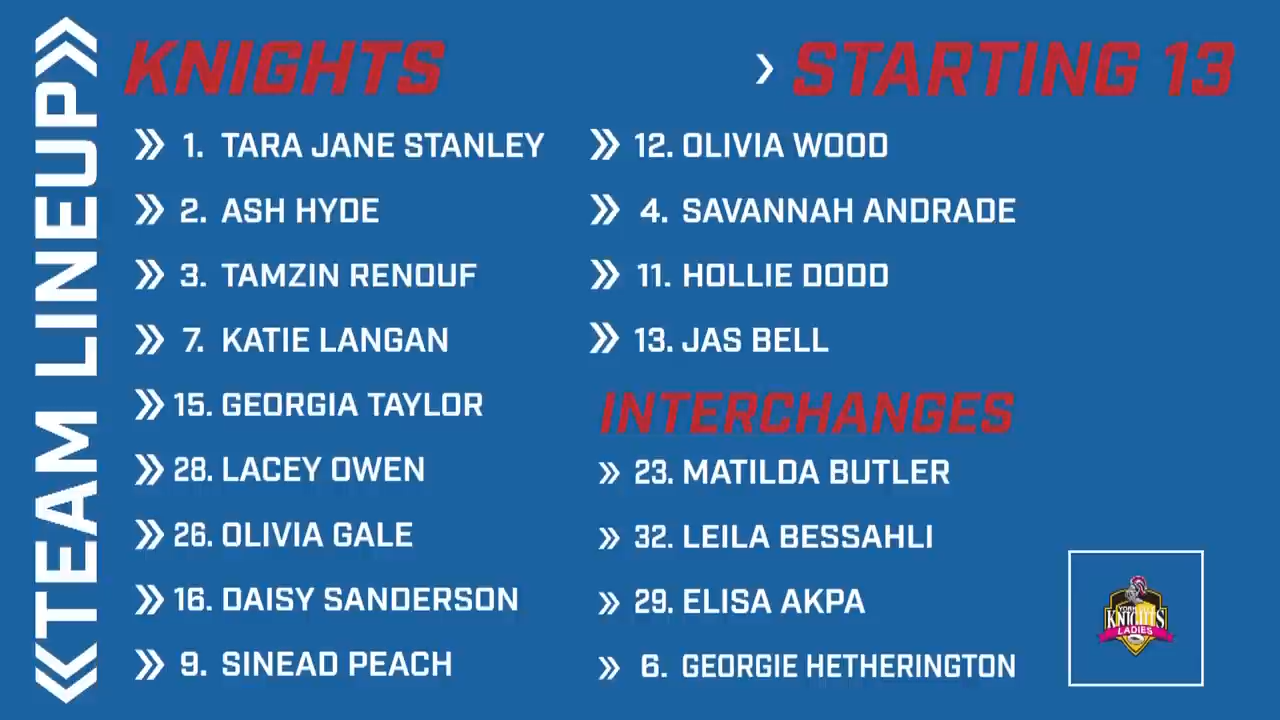 TEAM LINEUP
KNIGHTS
STARTING 13
1. TARA JANE STANLEY
2. ASH HYDE
3. TAMZIN RENOUF
7. KATIE LANGAN
15. GEORGIA TAYLOR
28. LACEY OWEN
26. OLIVIA GALE
16. DAISY SANDERSON
9. SINEAD PEACH
12. OLIVIA WOOD
4. SAVANNAH ANDRADE
11. HOLLIE DODD
13. JAS BELL
INTERCHANGES
23. MATILDA BUTLER
32. LEILA BESSAHLI
29. ELISA AKPA
6. GEORGIE HETHERINGTON
YORK
KNIGHTS
LADIES